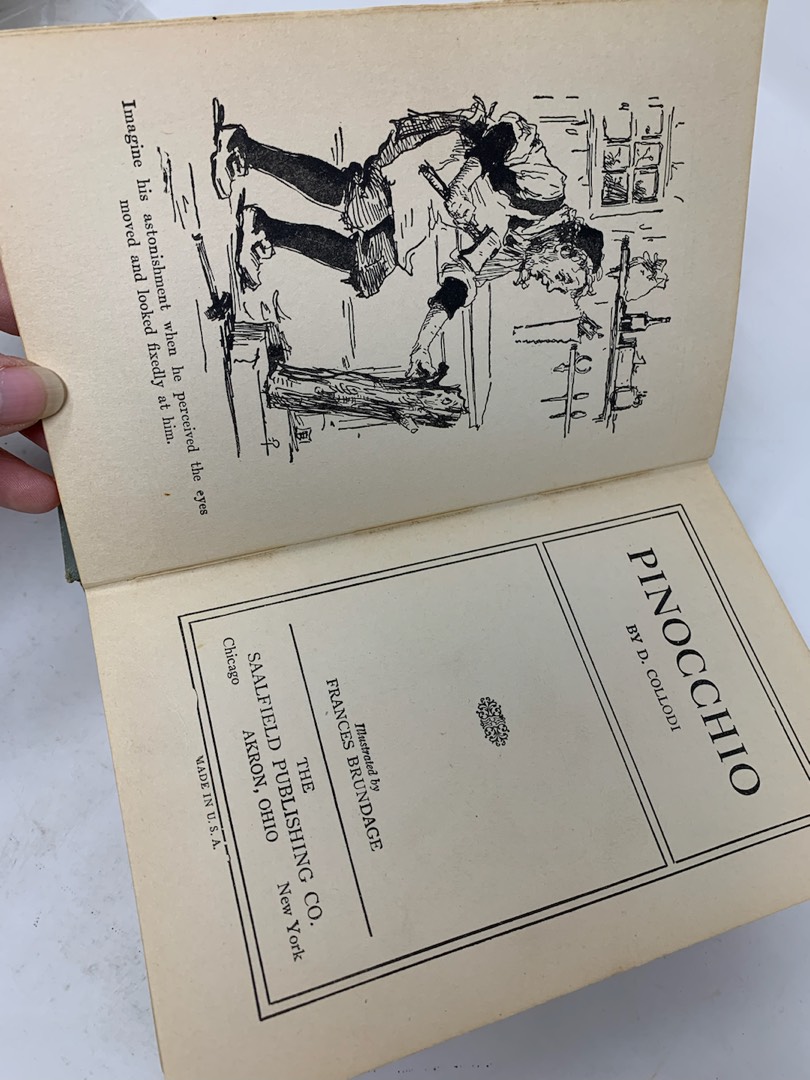 Imagine his astonishment when he perceived the eyes
moved and looked fixedly at him.
PINOCCHIO
BY D. COLLODI
Illustrated by
FRANCES BRUNDAGE
THE
SAALFIELD PUBLISHING CO.
Chicago AKRON, OHIO New York
MADE IN U. S. A.